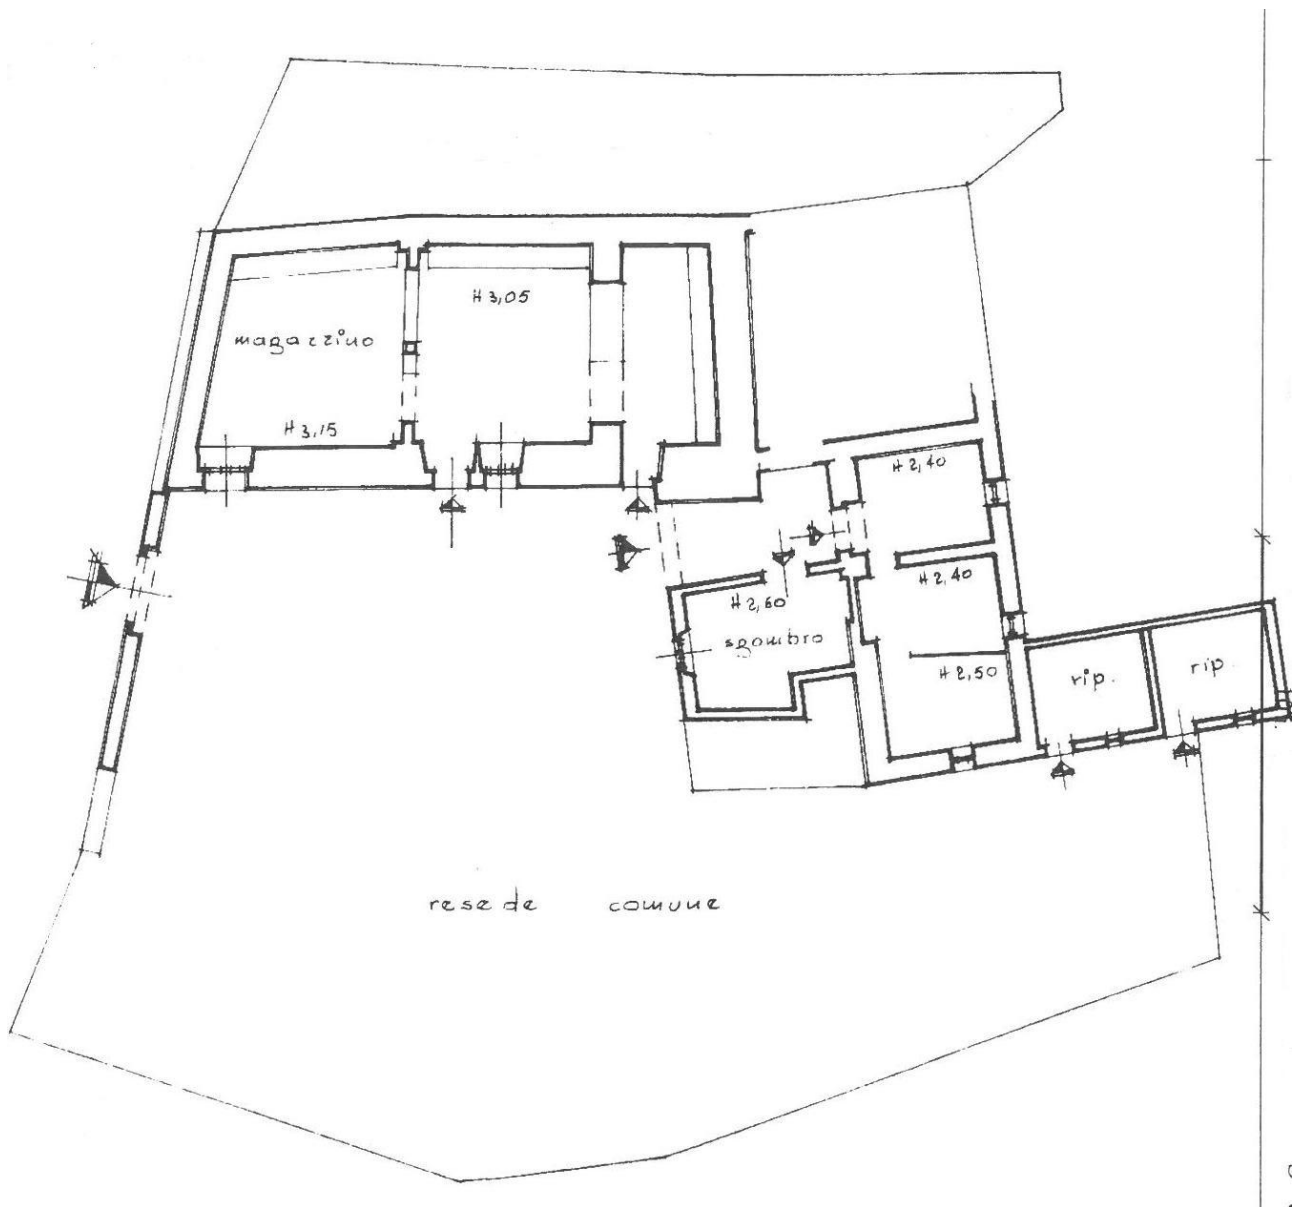 H 3,05
magazzino
H 3,15
H 2,40
H 2,40
H 2,60
sgombro
H 2,50
rip.
rip.
resede comune